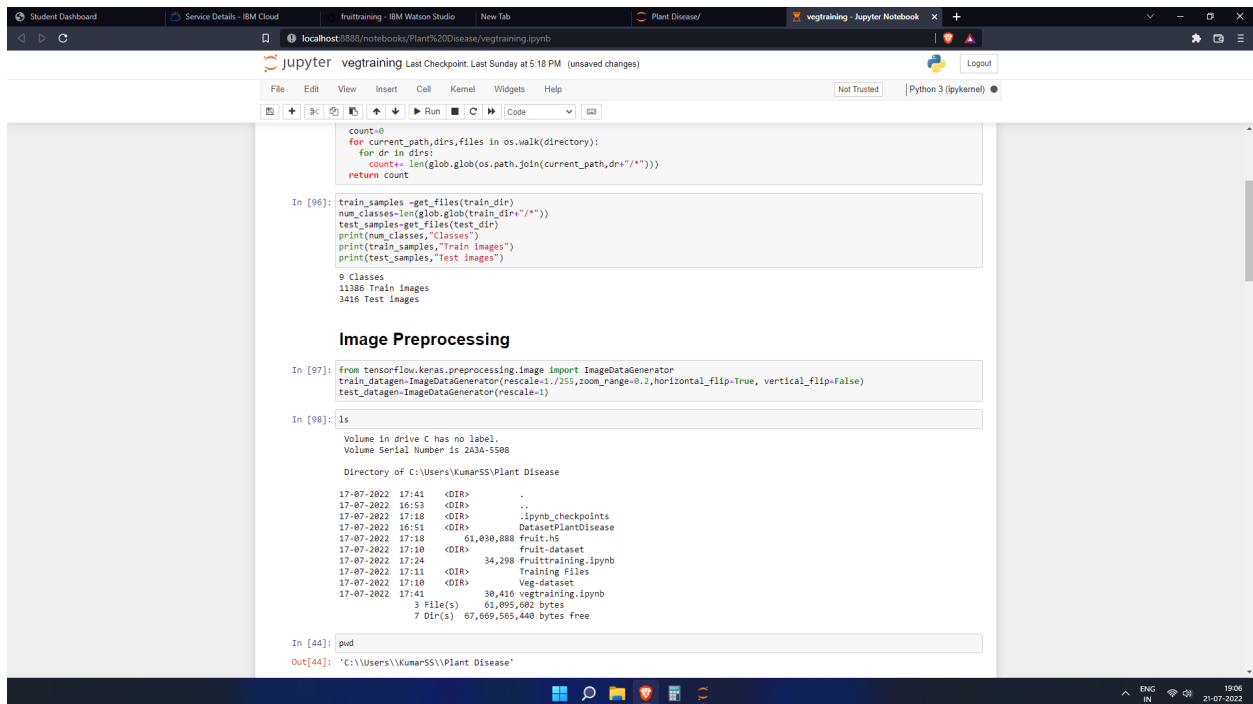 Student Dashboard
Service Details - IBM Cloud
fruittraining - IBM Watson Studio
New Tab
Plant Disease/
vegtraining - Jupyter Notebook
localhost:8888/notebooks/Plant%20Disease/vegtraining.ipynb
jupyter vegtraining Last Checkpoint: Last Sunday at 5:18 PM (unsaved changes)
Logout
File Edit View Insert Cell Kernel Widgets Help
Not Trusted
Python 3 (ipykernel)
Run
Code
count=0
for current_path,dirs,files in os.walk(directory):
for dr in dirs:
count+= len(glob.glob(os.path.join(current_path,dr+"/*")))
return count
In [96]: train_samples =get_files(train_dir)
num_classes=len(glob.glob(train_dir+"/*"))
test_samples=get_files(test_dir)
print(num_classes,"Classes")
print(train_samples,"Train images")
print(test_samples,"Test images")
9 Classes
11386 Train images
3416 Test images
Image Preprocessing
In [97]: from tensorflow.keras.preprocessing.image import ImageDataGenerator
train_datagen=ImageDataGenerator(rescale=1./255,zoom_range=0.2,horizontal_flip=True, vertical_flip=False)
test_datagen=ImageDataGenerator(rescale=1)
In [98]: ls
Volume in drive C has no label.
Volume Serial Number is 2A3A-5508
Directory of C:\Users\KumarSS\Plant Disease
17-07-2022 17:41 <DIR> .
17-07-2022 16:53 <DIR> ..
17-07-2022 17:18 <DIR> .ipynb_checkpoints
17-07-2022 16:51 <DIR> DatasetPlantDisease
17-07-2022 17:18 61,030,888 fruit.h5
17-07-2022 17:10 <DIR> fruit-dataset
17-07-2022 17:24 34,298 fruittraining.ipynb
17-07-2022 17:11 <DIR> Training Files
17-07-2022 17:10 <DIR> Veg-dataset
17-07-2022 17:41 30,416 vegtraining.ipynb
3 File(s) 61,095,602 bytes
7 Dir(s) 67,669,565,440 bytes free
In [44]: pwd
Out[44]: 'C:\\Users\\KumarSS\\Plant Disease'
ENG
IN
19:06
21-07-2022